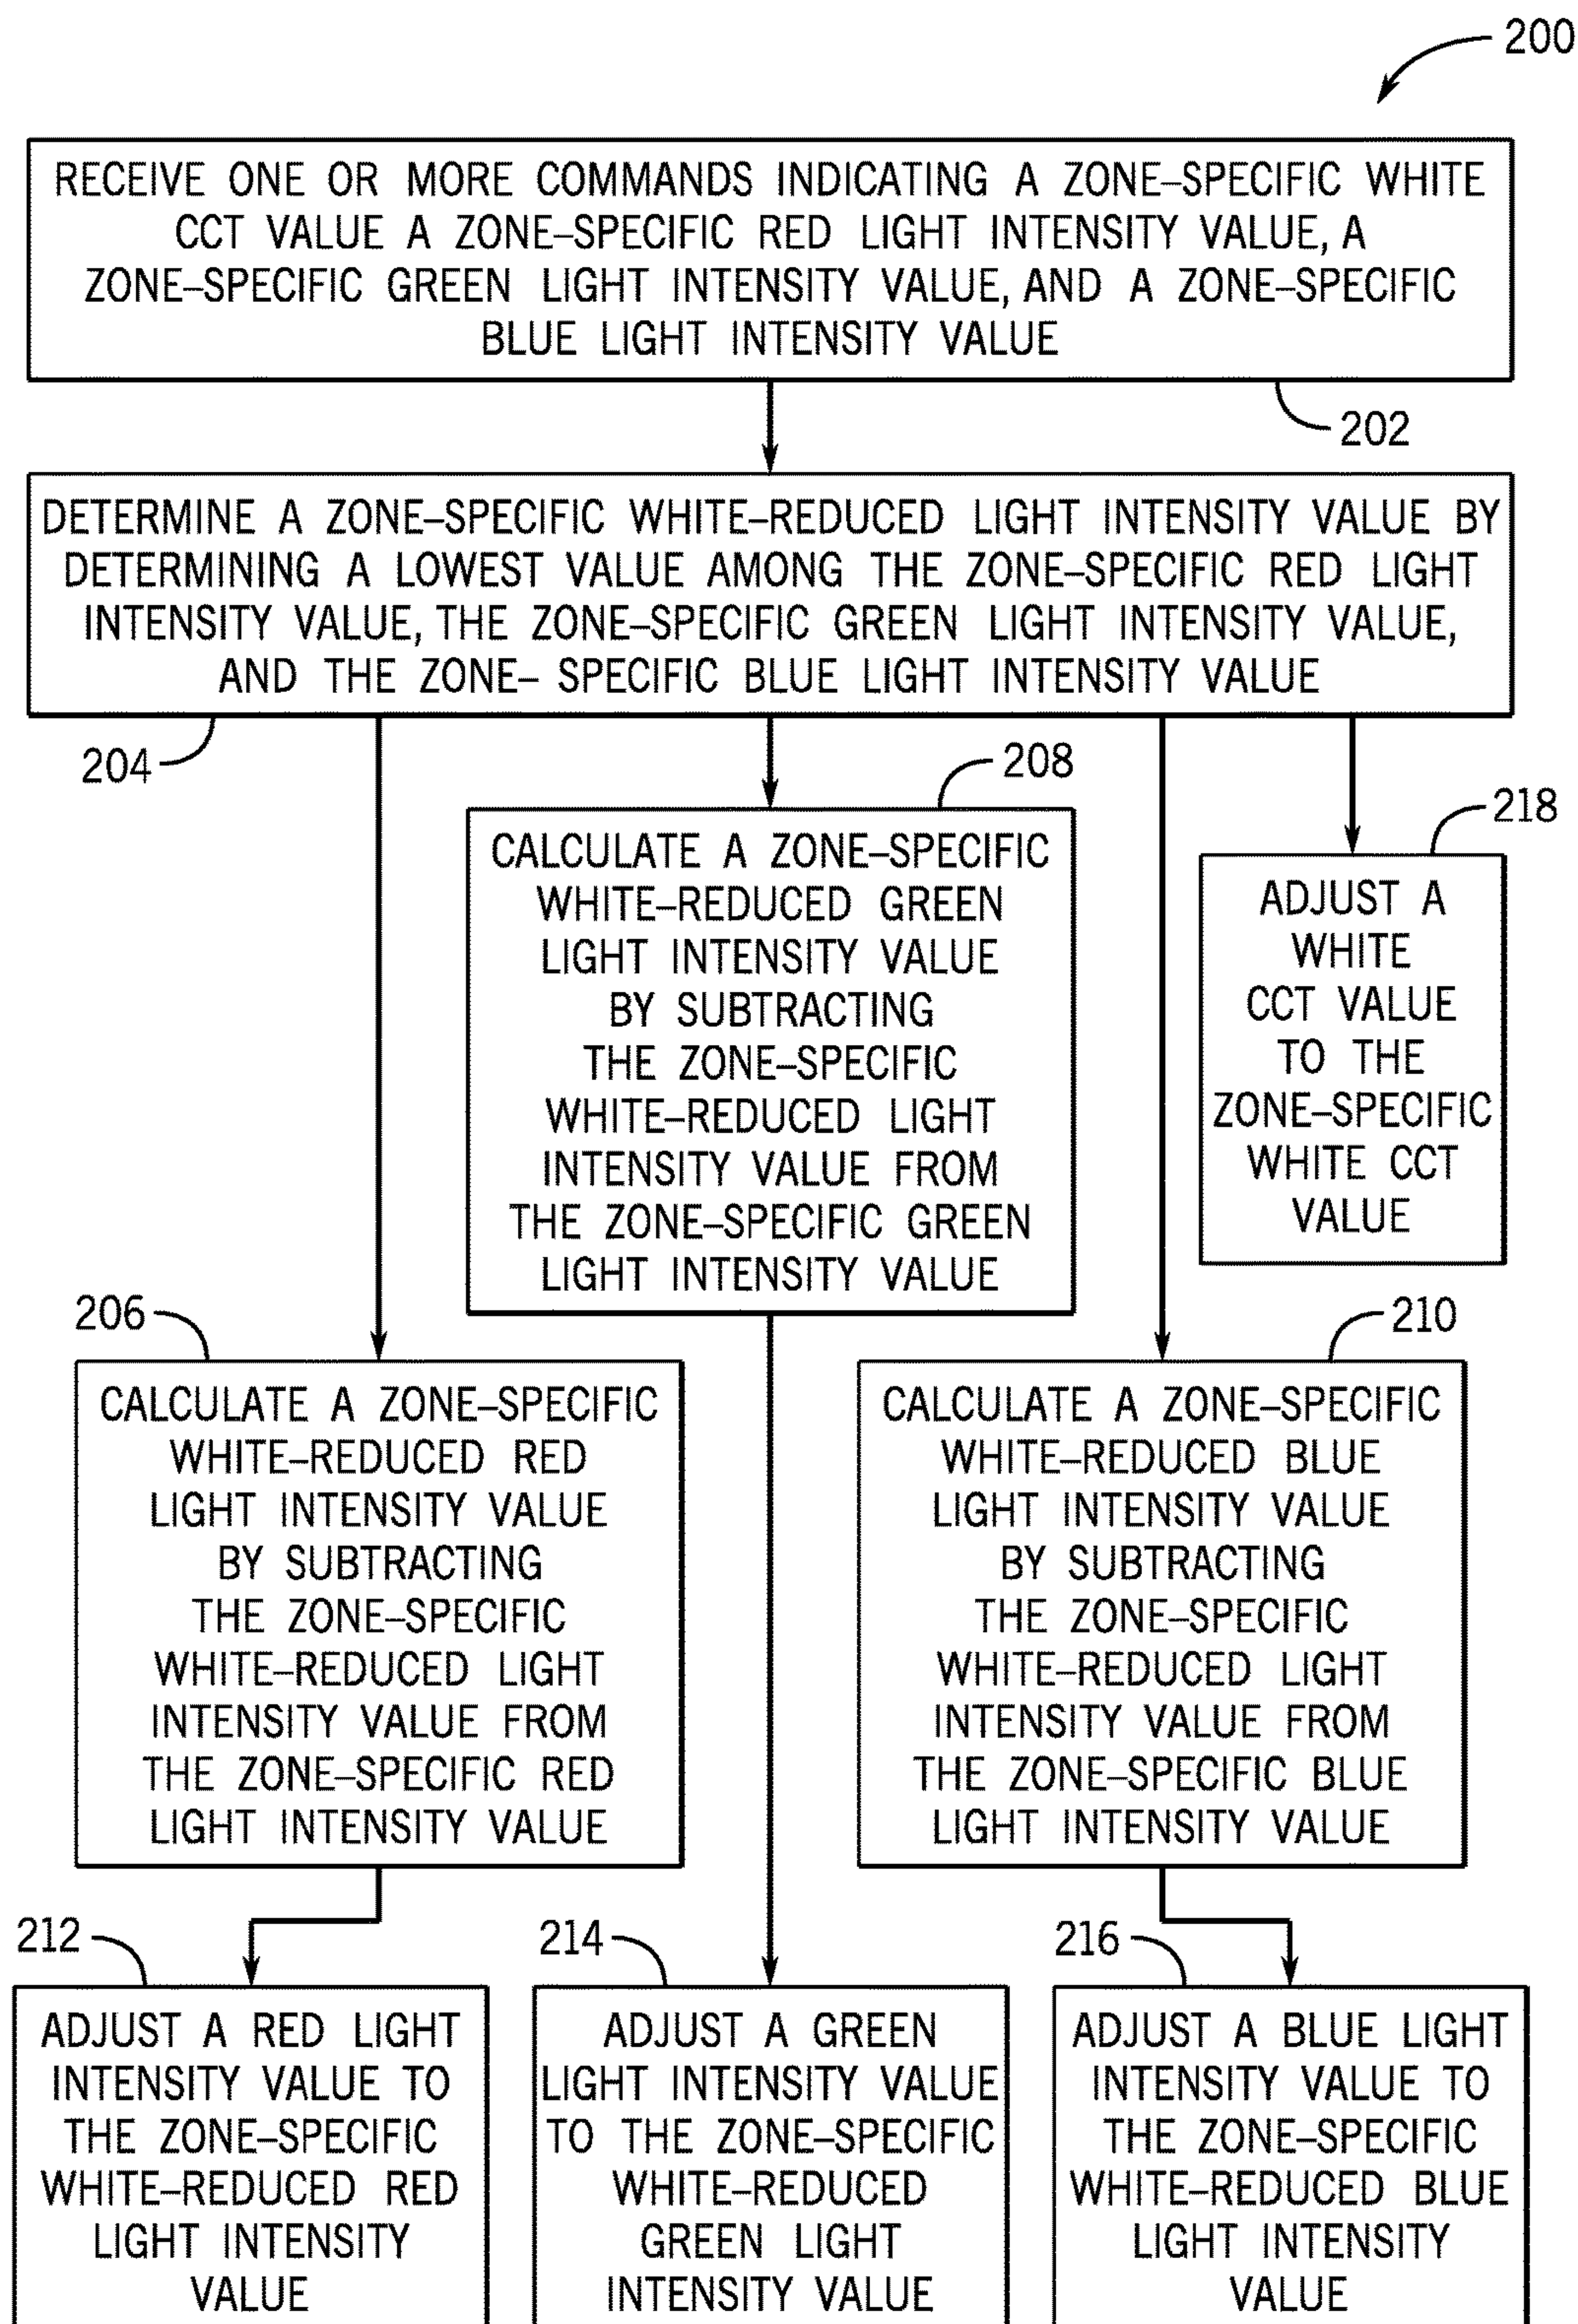 200
RECEIVE ONE OR MORE COMMANDS INDICATING A ZONE–SPECIFIC WHITE
CCT VALUE A ZONE–SPECIFIC RED LIGHT INTENSITY VALUE, A
ZONE–SPECIFIC GREEN LIGHT INTENSITY VALUE, AND A ZONE–SPECIFIC
BLUE LIGHT INTENSITY VALUE
202
DETERMINE A ZONE–SPECIFIC WHITE–REDUCED LIGHT INTENSITY VALUE BY
DETERMINING A LOWEST VALUE AMONG THE ZONE–SPECIFIC RED LIGHT
INTENSITY VALUE, THE ZONE–SPECIFIC GREEN LIGHT INTENSITY VALUE,
AND THE ZONE– SPECIFIC BLUE LIGHT INTENSITY VALUE
204
208
CALCULATE A ZONE–SPECIFIC
WHITE–REDUCED GREEN
LIGHT INTENSITY VALUE
BY SUBTRACTING
THE ZONE–SPECIFIC
WHITE–REDUCED LIGHT
INTENSITY VALUE FROM
THE ZONE–SPECIFIC GREEN
LIGHT INTENSITY VALUE
218
ADJUST A
WHITE
CCT VALUE
TO THE
ZONE–SPECIFIC
WHITE CCT
VALUE
206
CALCULATE A ZONE–SPECIFIC
WHITE–REDUCED RED
LIGHT INTENSITY VALUE
BY SUBTRACTING
THE ZONE–SPECIFIC
WHITE–REDUCED LIGHT
INTENSITY VALUE FROM
THE ZONE–SPECIFIC RED
LIGHT INTENSITY VALUE
210
CALCULATE A ZONE–SPECIFIC
WHITE–REDUCED BLUE
LIGHT INTENSITY VALUE
BY SUBTRACTING
THE ZONE–SPECIFIC
WHITE–REDUCED LIGHT
INTENSITY VALUE FROM
THE ZONE–SPECIFIC BLUE
LIGHT INTENSITY VALUE
212
ADJUST A RED LIGHT
INTENSITY VALUE TO
THE ZONE–SPECIFIC
WHITE–REDUCED RED
LIGHT INTENSITY
VALUE
214
ADJUST A GREEN
LIGHT INTENSITY VALUE
TO THE ZONE–SPECIFIC
WHITE–REDUCED
GREEN LIGHT
INTENSITY VALUE
216
ADJUST A BLUE LIGHT
INTENSITY VALUE TO
THE ZONE–SPECIFIC
WHITE–REDUCED BLUE
LIGHT INTENSITY
VALUE